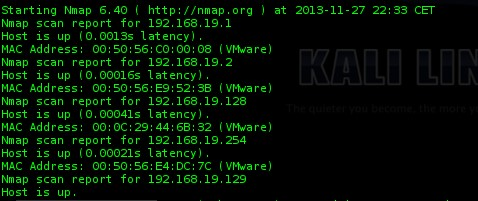 Starting Nmap 6.40 ( http://nmap.org ) at 2013-11-27 22:33 CET
Nmap scan report for 192.168.19.1
Host is up (0.0013s latency).
MAC Address: 00:50:56:C0:00:08 (VMware)
Nmap scan report for 192.168.19.2
Host is up (0.00016s latency).
MAC Address: 00:50:56:E9:52:3B (VMware)
Nmap scan report for 192.168.19.128
Host is up (0.00041s latency).
MAC Address: 00:0C:29:44:6B:32 (VMware)
Nmap scan report for 192.168.19.254
Host is up (0.00021s latency).
MAC Address: 00:50:56:E4:DC:7C (VMware)
Nmap scan report for 192.168.19.129
Host is up.
KALI LIN
"The quieter you become, the more yo